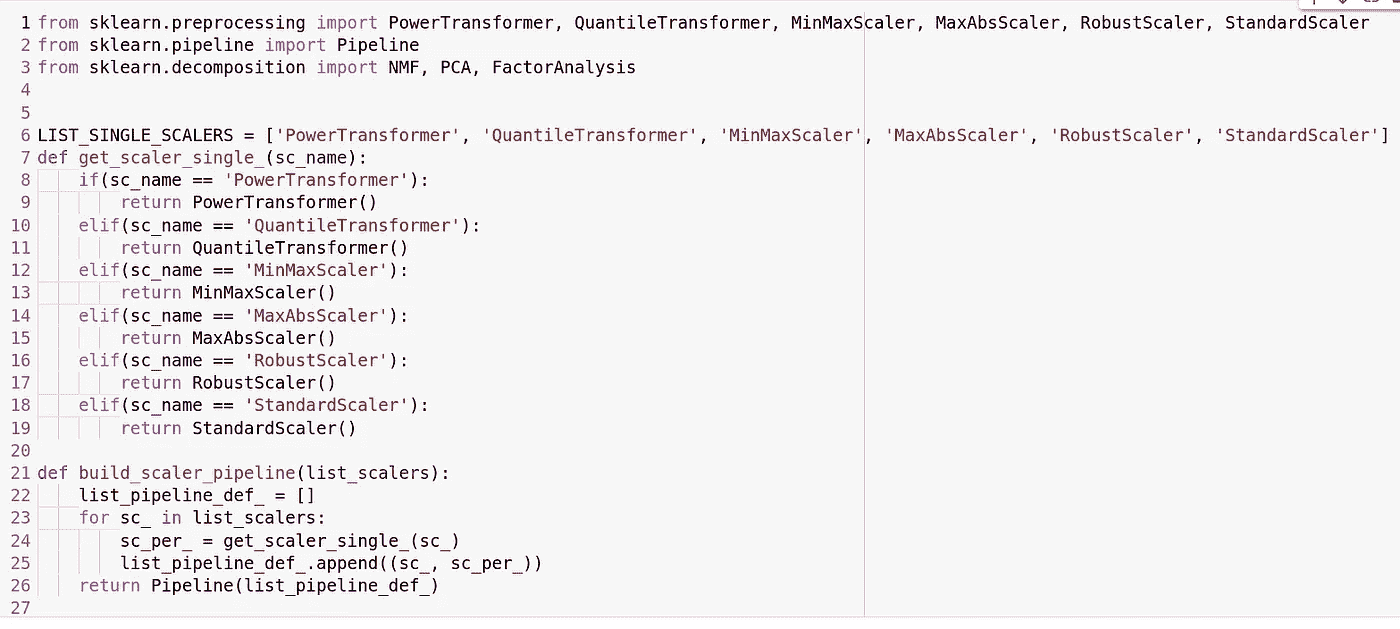 1 from sklearn.preprocessing import PowerTransformer, QuantileTransformer, MinMaxScaler, MaxAbsScaler, RobustScaler, StandardScaler
2 from sklearn.pipeline import Pipeline
3 from sklearn.decomposition import NMF, PCA, FactorAnalysis
4
5
6 LIST_SINGLE_SCALERS = ['PowerTransformer', 'QuantileTransformer', 'MinMaxScaler', 'MaxAbsScaler', 'RobustScaler', 'StandardScaler']
7 def get_scaler_single_(sc_name):
8     if(sc_name == 'PowerTransformer'):
9         return PowerTransformer()
10     elif(sc_name == 'QuantileTransformer'):
11         return QuantileTransformer()
12     elif(sc_name == 'MinMaxScaler'):
13         return MinMaxScaler()
14     elif(sc_name == 'MaxAbsScaler'):
15         return MaxAbsScaler()
16     elif(sc_name == 'RobustScaler'):
17         return RobustScaler()
18     elif(sc_name == 'StandardScaler'):
19         return StandardScaler()
20
21 def build_scaler_pipeline(list_scalers):
22     list_pipeline_def_ = []
23     for sc_ in list_scalers:
24         sc_per_ = get_scaler_single_(sc_)
25         list_pipeline_def_.append((sc_, sc_per_))
26     return Pipeline(list_pipeline_def_)
27